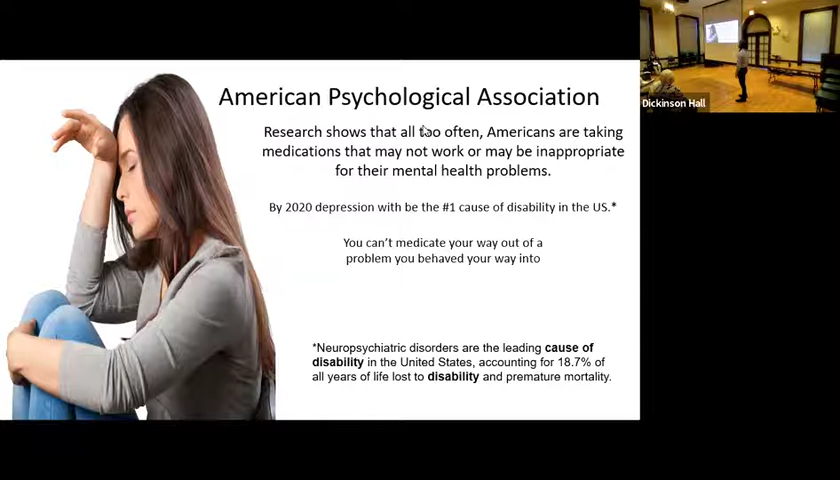 American Psychological Association
Research shows that all too often, Americans are taking
medications that may not work or may be inappropriate
for their mental health problems.
By 2020 depression with be the #1 cause of disability in the US.*
You can't medicate your way out of a
problem you behaved your way into
*Neuropsychiatric disorders are the leading cause of
disability in the United States, accounting for 18.7% of
all years of life lost to disability and premature mortality.
Dickinson Hall